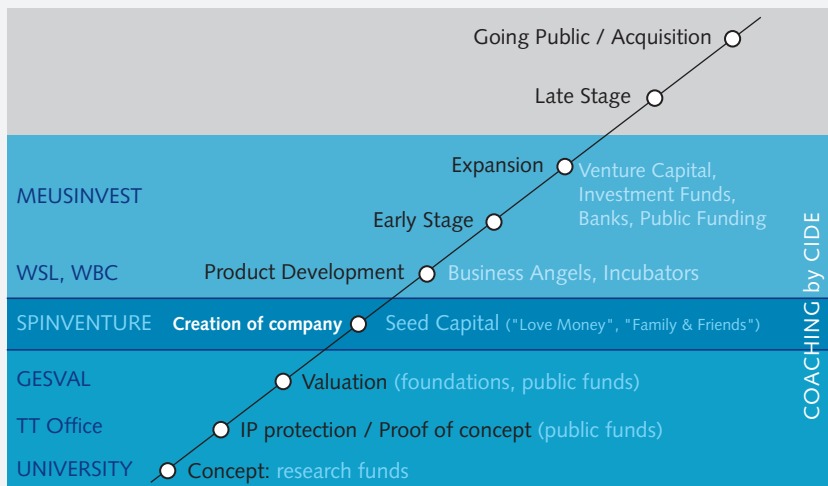 Going Public / Acquisition
Late Stage
Expansion
Venture Capital,
Investment Funds,
Banks, Public Funding
MEUSINVEST
Early Stage
WSL, WBC
Product Development
Business Angels, Incubators
SPINVENTURE
Creation of company
Seed Capital ("Love Money", "Family & Friends")
GESVAL
Valuation (foundations, public funds)
TT Office
IP protection / Proof of concept (public funds)
UNIVERSITY
Concept: research funds
COACHING by CIDE